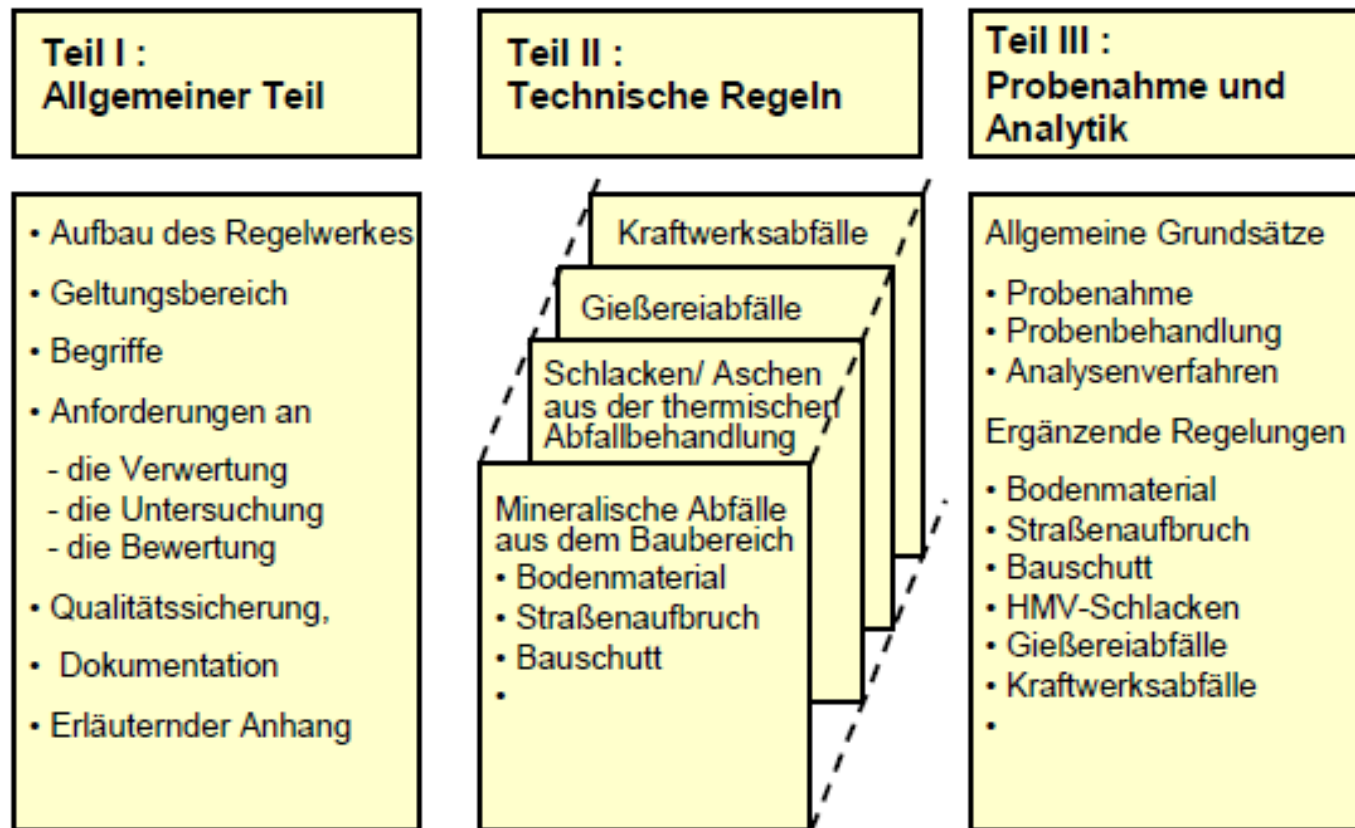 Teil I :
Allgemeiner Teil
• Aufbau des Regelwerkes
• Geltungsbereich
• Begriffe
• Anforderungen an
- die Verwertung
- die Untersuchung
- die Bewertung
• Qualitätssicherung,
• Dokumentation
• Erläuternder Anhang
Teil II :
Technische Regeln
Kraftwerksabfälle
Gießereiabfälle
Schlacken/ Aschen
aus der thermischen
Abfallbehandlung
Mineralische Abfälle
aus dem Baubereich
• Bodenmaterial
• Straßenaufbruch
• Bauschutt
•
Teil III :
Probenahme und
Analytik
Allgemeine Grundsätze
• Probenahme
• Probenbehandlung
• Analysenverfahren
Ergänzende Regelungen
• Bodenmaterial
• Straßenaufbruch
• Bauschutt
• HMV-Schlacken
• Gießereiabfälle
• Kraftwerksabfälle
•